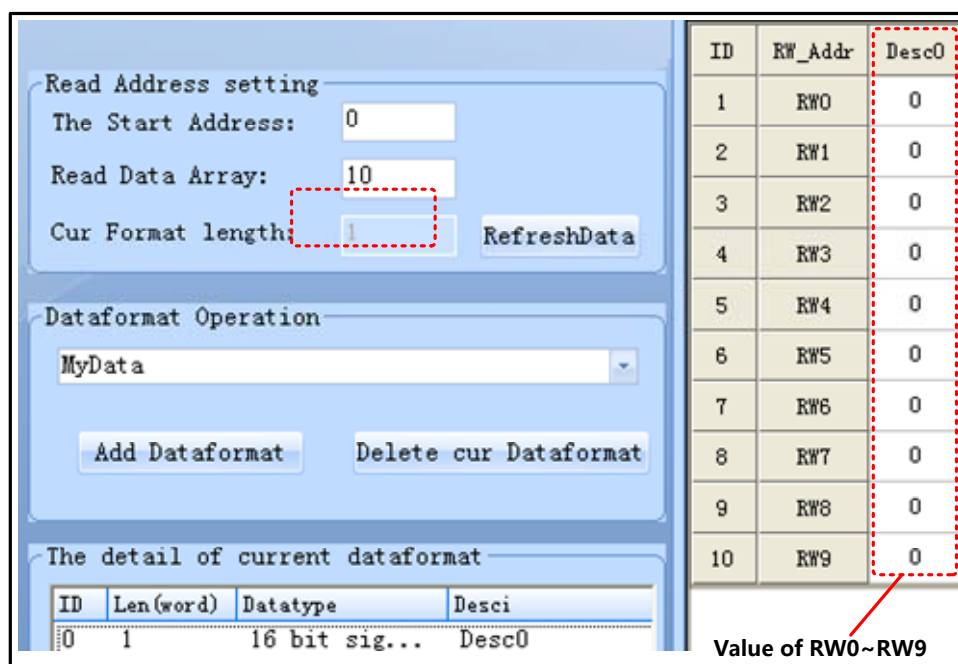 Read Address setting
The Start Address: 0
Read Data Array: 10
Cur Format length: 1 RefreshData
Dataformat Operation
MyData
Add Dataformat Delete cur Dataformat
The detail of current dataformat
ID Len(word) Datatype Desci
0 1 16 bit sig... Desc0
ID RW_Addr Desc0
1 RW0 0
2 RW1 0
3 RW2 0
4 RW3 0
5 RW4 0
6 RW5 0
7 RW6 0
8 RW7 0
9 RW8 0
10 RW9 0
Value of RW0~RW9